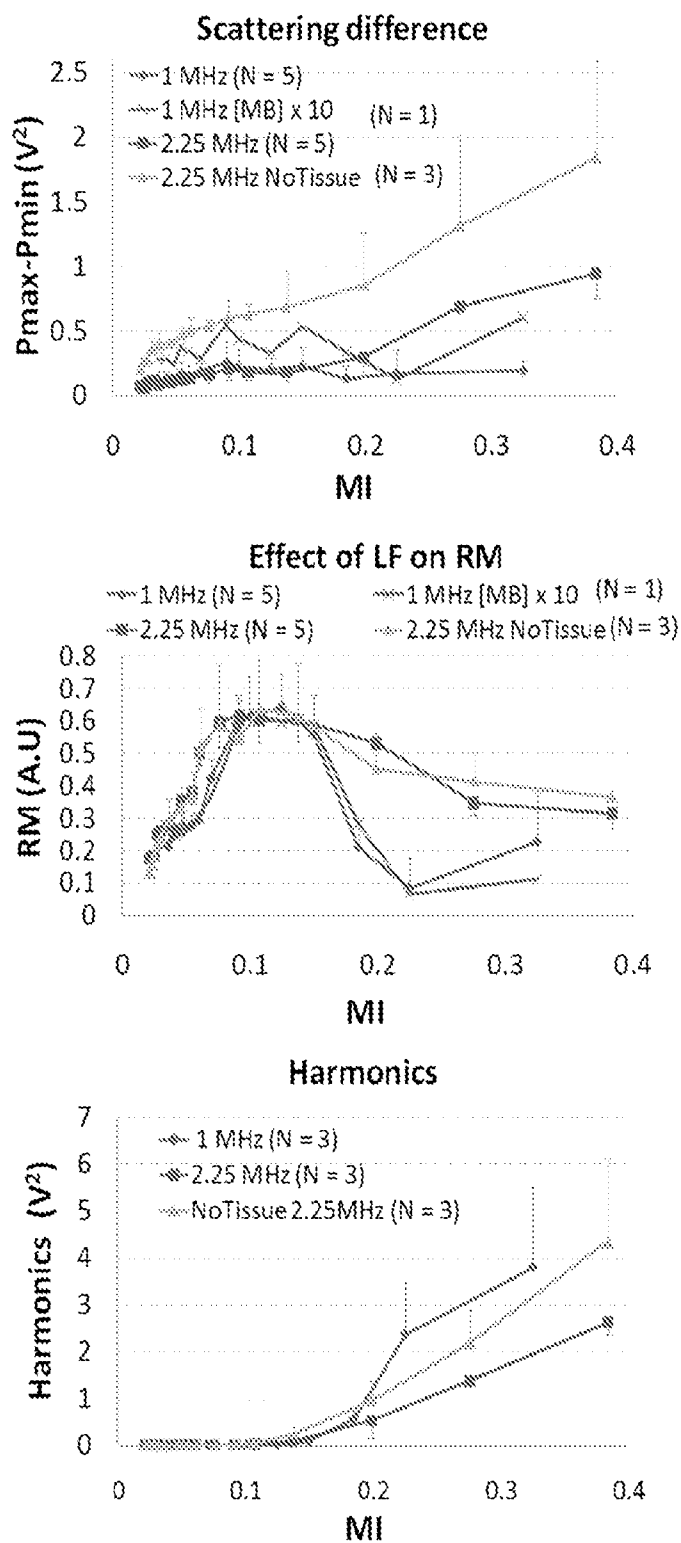 Scattering difference
2.5
2
1.5
1
0.5
0
Pmax-Pmin (V²)
1 MHz (N = 5)
1 MHz [MB] x 10 (N = 1)
2.25 MHz (N = 5)
2.25 MHz NoTissue (N = 3)
0 0.1 0.2 0.3 0.4
MI
Effect of LF on RM
1 MHz (N = 5) 1 MHz [MB] x 10 (N = 1)
2.25 MHz (N = 5) 2.25 MHz NoTissue (N = 3)
0.8
0.7
0.6
0.5
0.4
0.3
0.2
0.1
0
RM (A.U)
0 0.1 0.2 0.3 0.4
MI
Harmonics
7
6
5
4
3
2
1
0
Harmonics (V²)
1 MHz (N = 3)
2.25 MHz (N = 3)
NoTissue 2.25MHz (N = 3)
0 0.1 0.2 0.3 0.4
MI